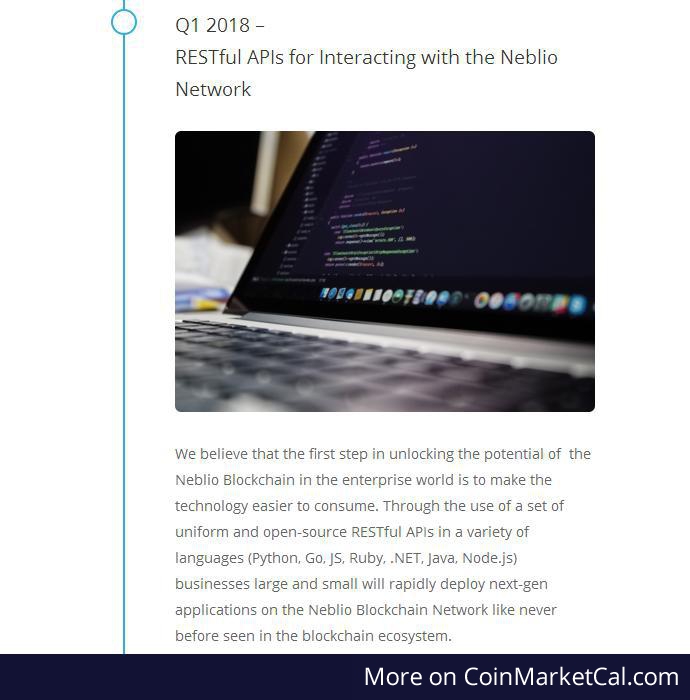 Q1 2018 –
RESTful APIs for Interacting with the Neblio
Network
We believe that the first step in unlocking the potential of  the
Neblio Blockchain in the enterprise world is to make the
technology easier to consume. Through the use of a set of
uniform and open-source RESTful APIs in a variety of
languages (Python, Go, JS, Ruby, .NET, Java, Node.js)
businesses large and small will rapidly deploy next-gen
applications on the Neblio Blockchain Network like never
before seen in the blockchain ecosystem.
More on CoinMarketCal.com